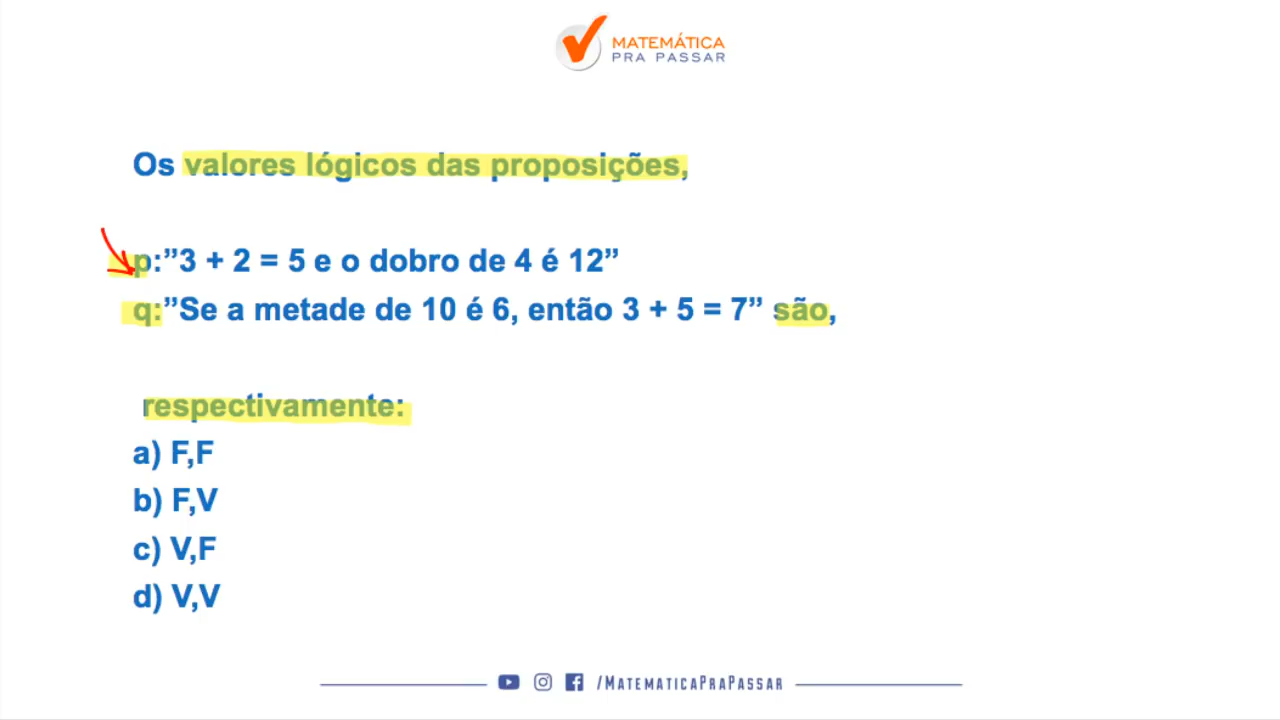 MATEMÁTICA
PRA PASSAR
Os valores lógicos das proposições,
p:”3 + 2 = 5 e o dobro de 4 é 12”
q:”Se a metade de 10 é 6, então 3 + 5 = 7” são,
respectivamente:
a) F,F
b) F,V
c) V,F
d) V,V
/MATEMATICAPRAPASSAR